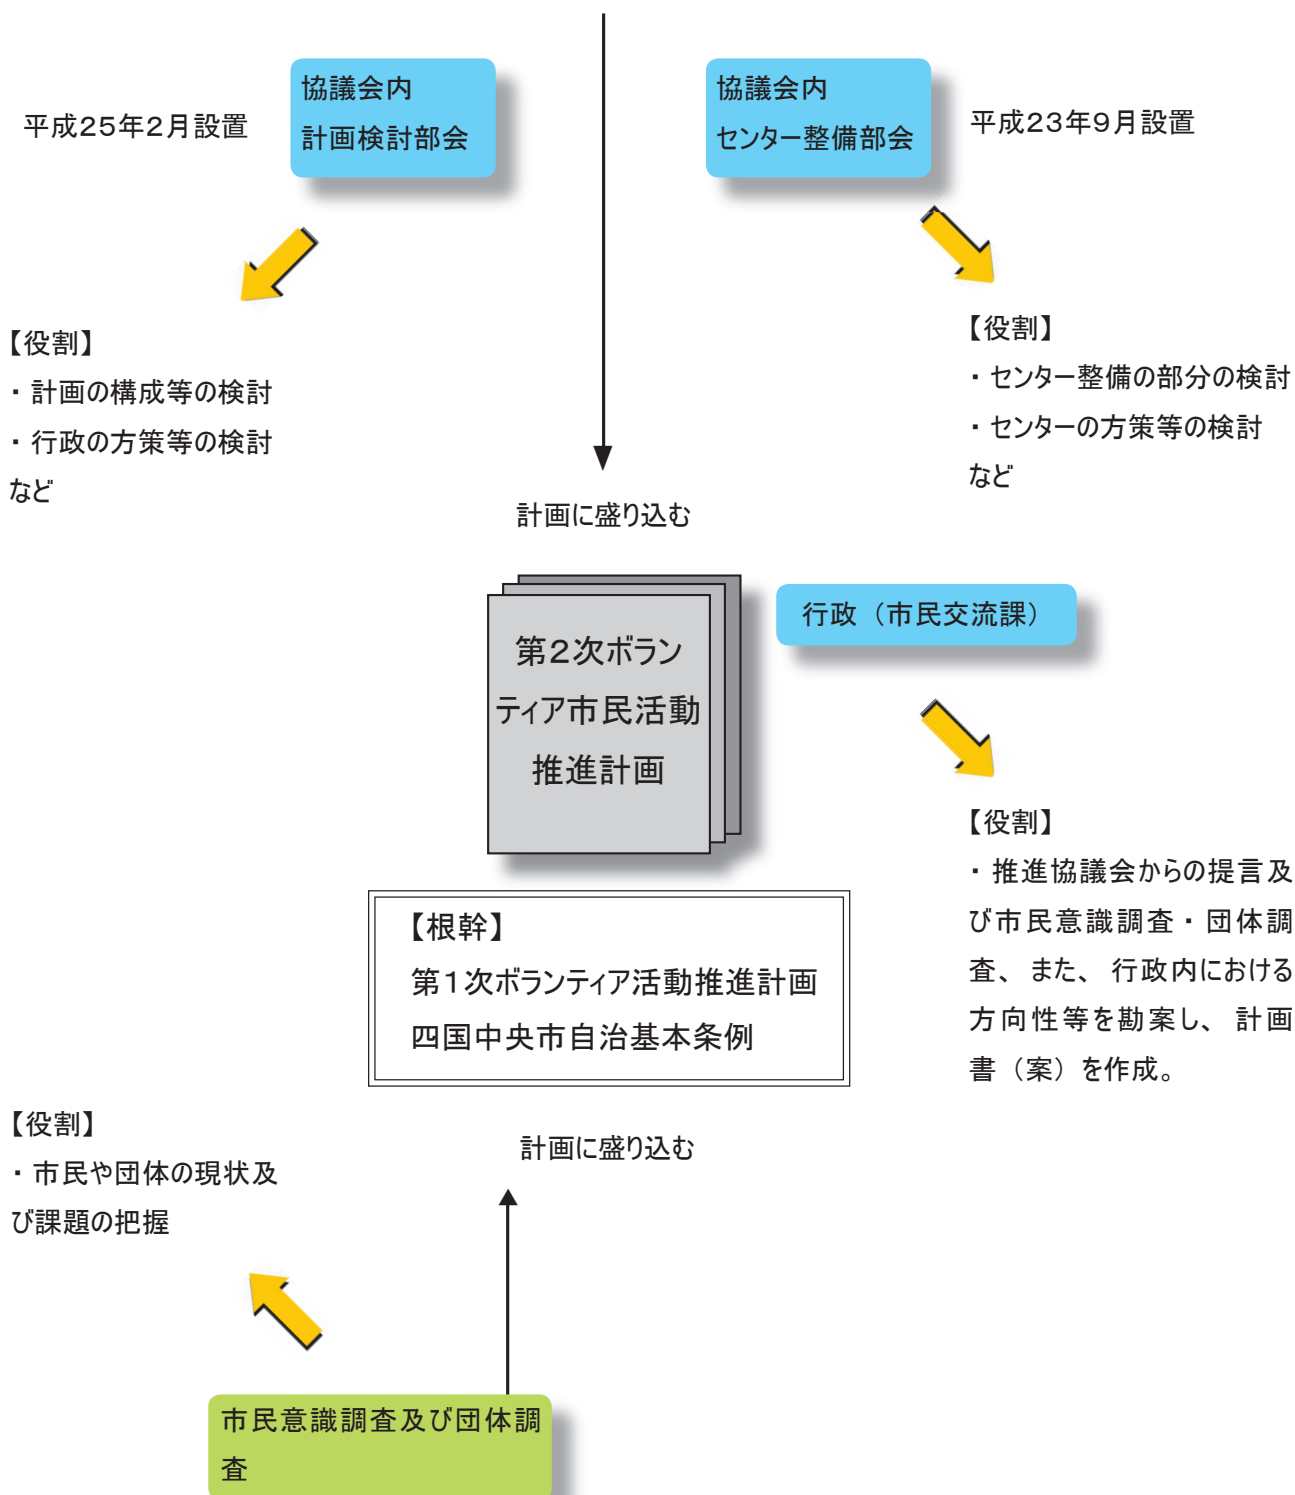 平成25年2月設置
協議会内
計画検討部会
協議会内
センター整備部会
平成23年9月設置
【役割】
・計画の構成等の検討
・行政の方策等の検討
など
【役割】
・センター整備の部分の検討
・センターの方策等の検討
など
計画に盛り込む
第2次ボラン
ティア市民活動
推進計画
行政（市民交流課）
【役割】
・推進協議会からの提言及
び市民意識調査・団体調
査、また、行政内における
方向性等を勘案し、計画
書（案）を作成。
【根幹】
第1次ボランティア活動推進計画
四国中央市自治基本条例
【役割】
・市民や団体の現状及
び課題の把握
計画に盛り込む
市民意識調査及び団体調
査